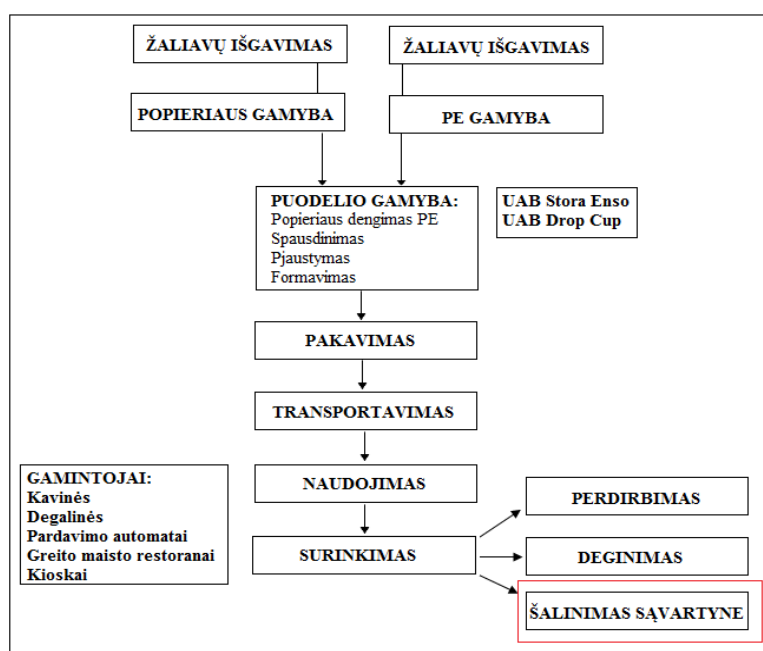 ŽALIAVŲ IŠGAVIMAS
ŽALIAVŲ IŠGAVIMAS
POPIERIAUS GAMYBA
PE GAMYBA
PUODELIO GAMYBA:
Popieriaus dengimas PE
Spausdinimas
Pjaustymas
Formavimas
UAB Stora Enso
UAB Drop Cup
PAKAVIMAS
TRANSPORTAVIMAS
GAMINTOJAI:
Kavinės
Degalinės
Pardavimo automatai
Greito maisto restoranai
Kioskai
NAUDOJIMAS
SURINKIMAS
PERDIRBIMAS
DEGINIMAS
ŠALINIMAS SĄVARTYNE